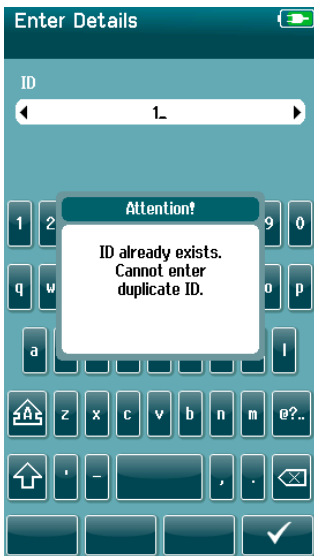 Enter Details
ID
1_
Attention!
ID already exists.
Cannot enter
duplicate ID.
1 2 9 0
q w o p
a l
A z x c v b n m @?..
' - , .